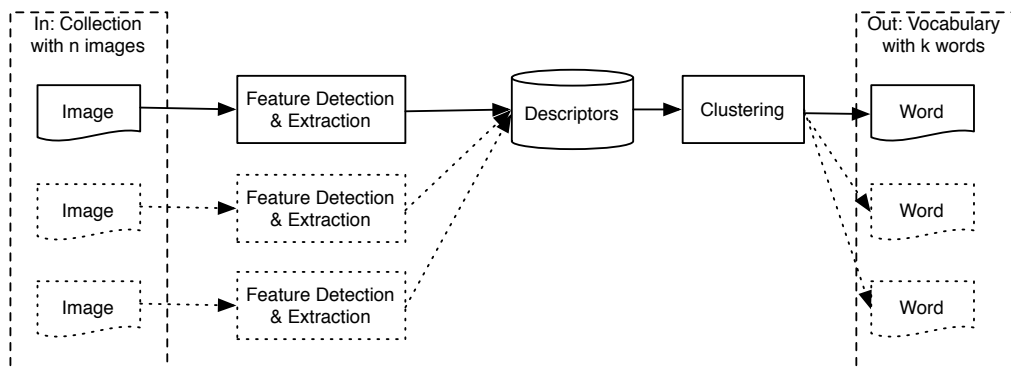 In: Collection
with n images
Out: Vocabulary
with k words
Image
Feature Detection
& Extraction
Descriptors
Clustering
Word
Image
Feature Detection
& Extraction
Word
Image
Feature Detection
& Extraction
Word